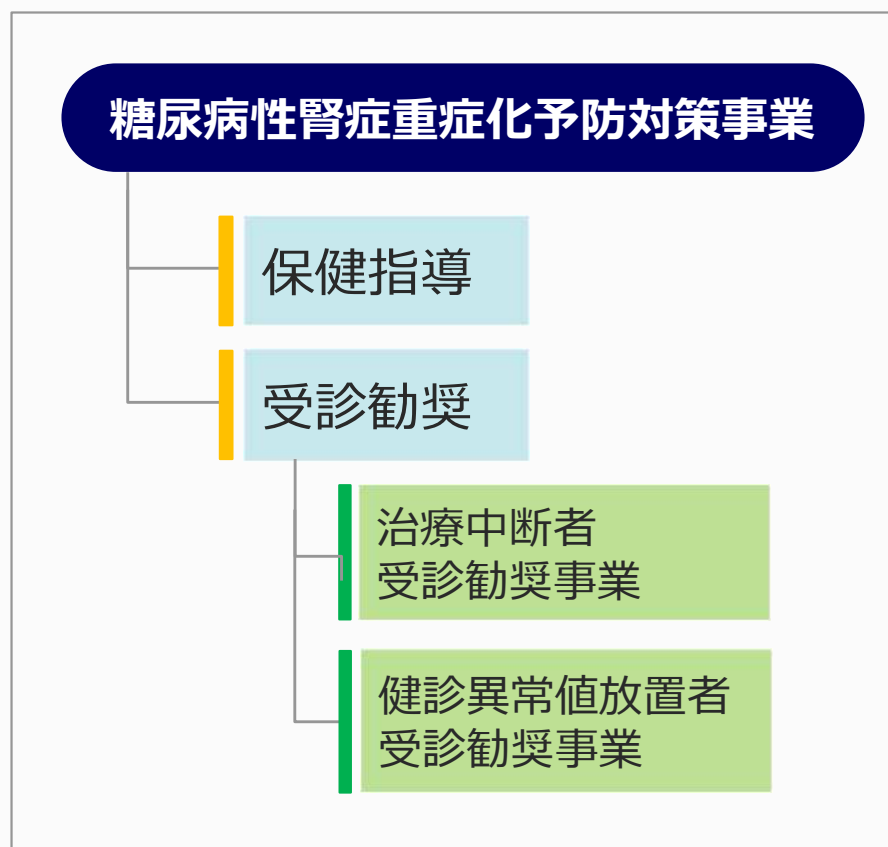 糖尿病性腎症重症化予防対策事業
保健指導
受診勧奨
治療中断者
受診勧奨事業
健診異常値放置者
受診勧奨事業